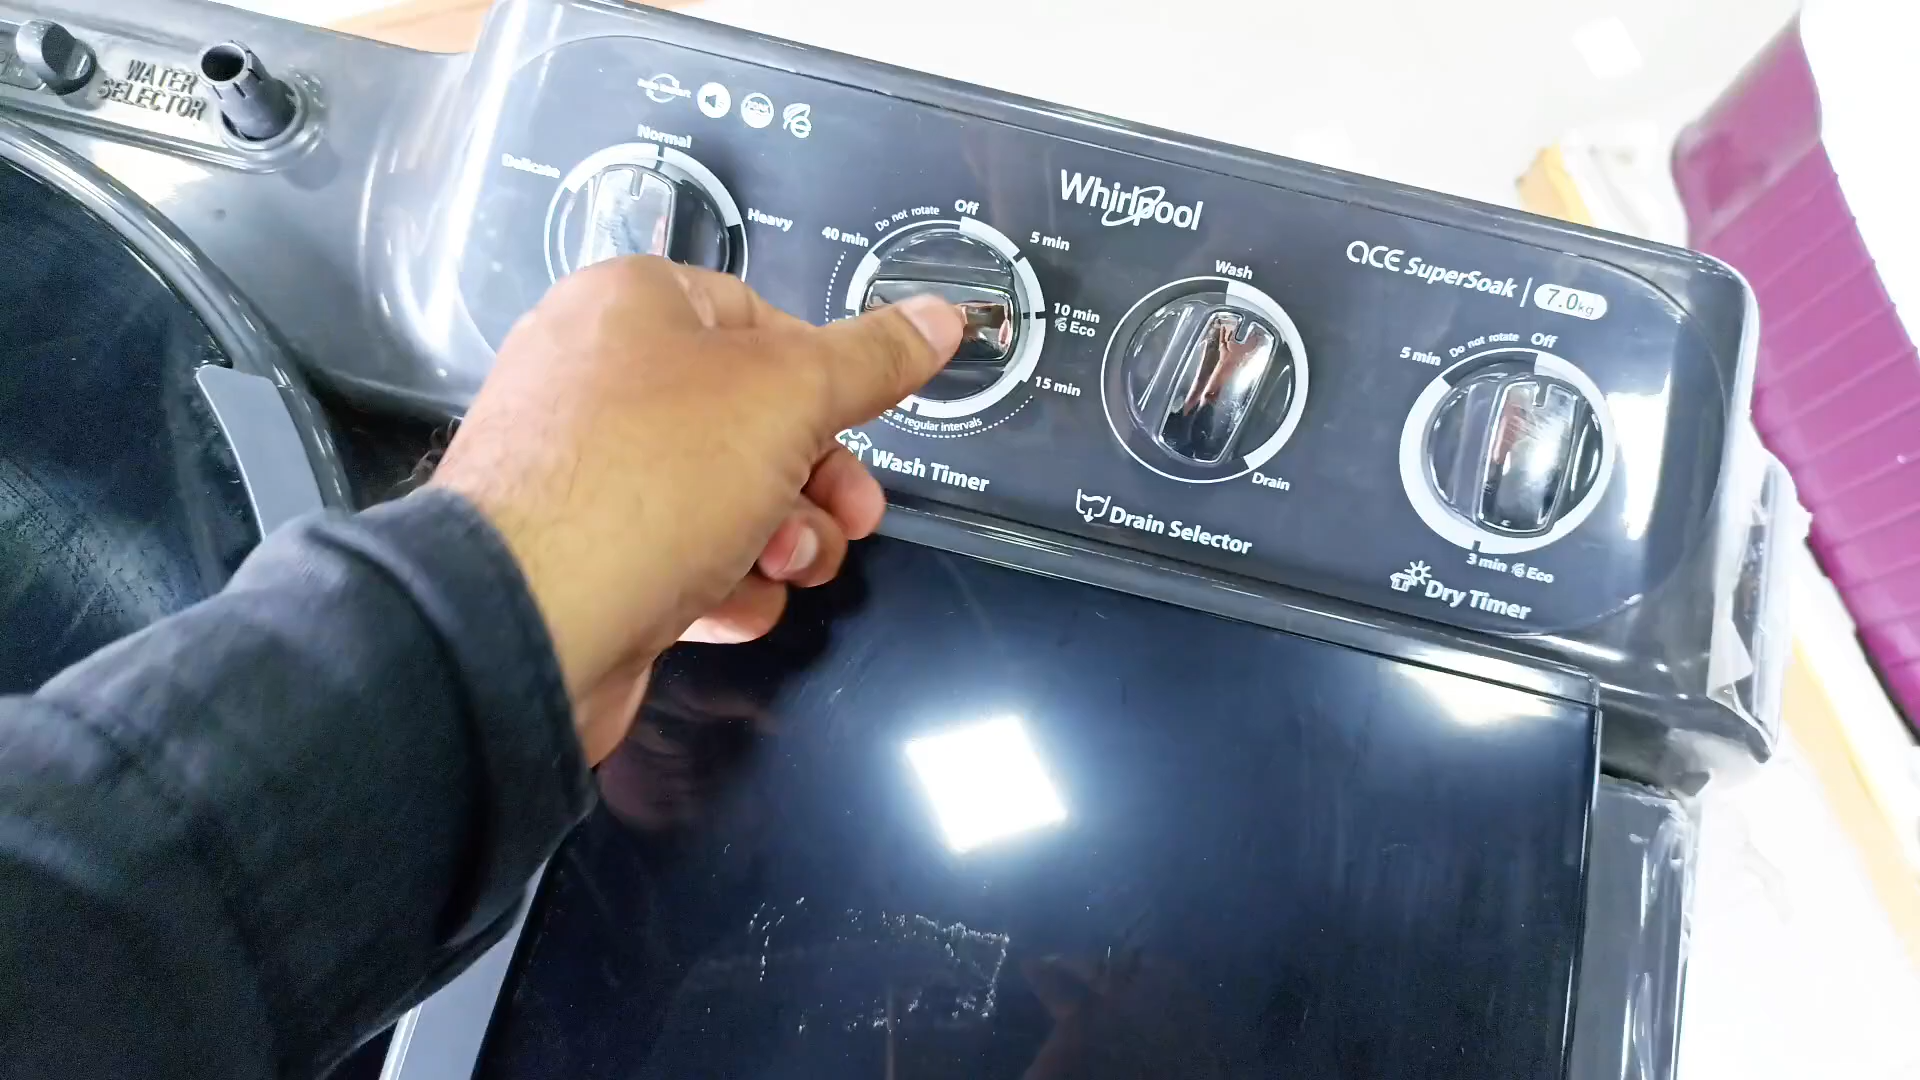 WATER
SELECTOR
Normal
Delicate
Heavy
Off
Do not rotate
40 min
5 min
10 min
Eco
15 min
at regular intervals
Wash Timer
Whirlpool
Wash
Drain
Drain Selector
ace SuperSoak | 7.0kg
Off
Do not rotate
5 min
3 min Eco
Dry Timer